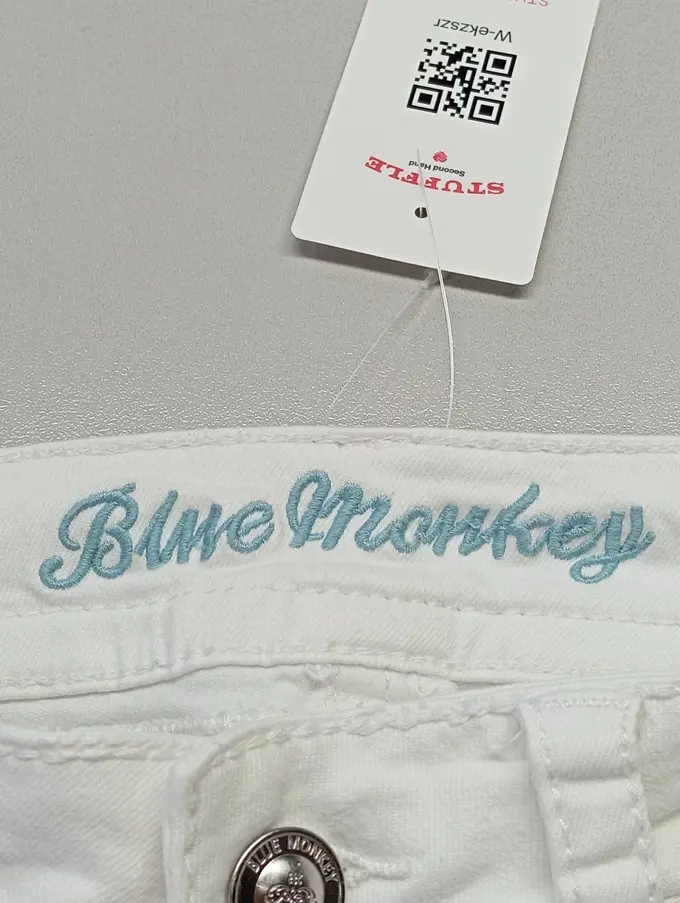 W-ekzszr
Second Hand
STUFFLE
Blue Monkey
BLUE MONKEY